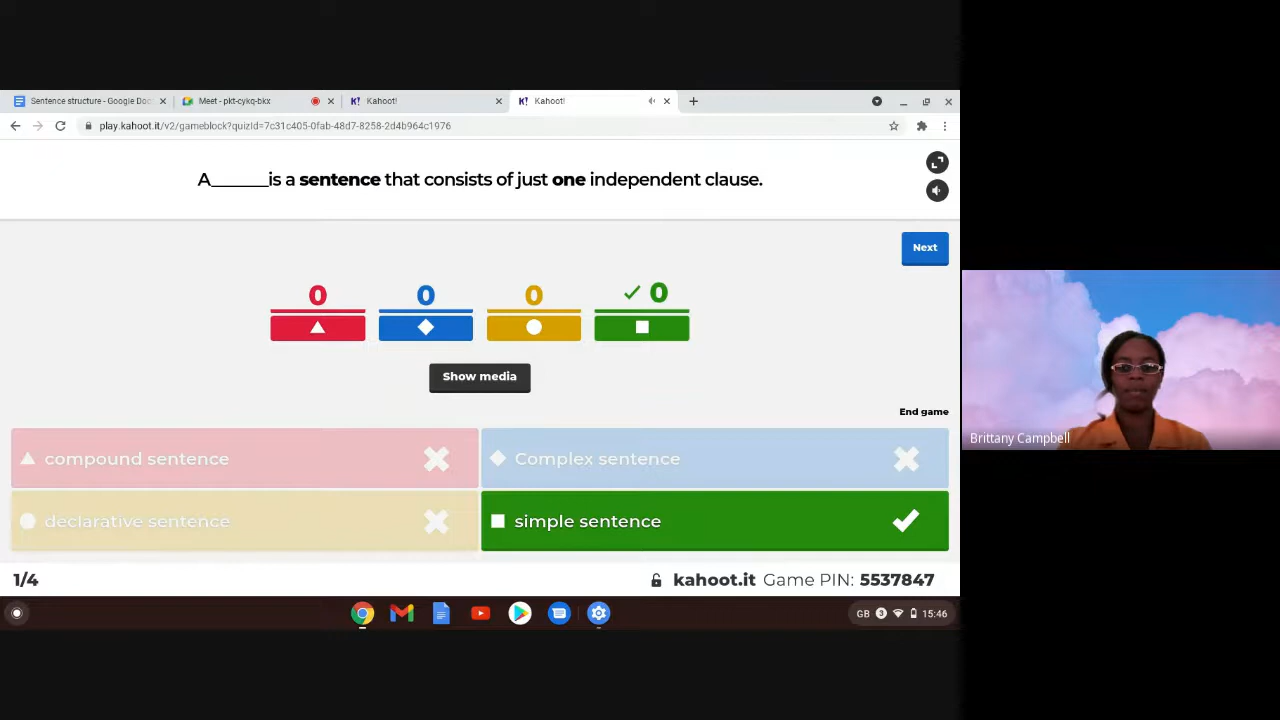 Sentence structure - Google Doc
Meet - pkt-cykq-bkx
K! Kahoot!
K! Kahoot!
play.kahoot.it/v2/gameblock?quizId=7c31c405-0fab-48d7-8258-2d4b964c1976
A______is a sentence that consists of just one independent clause.
Next
0 0 0 0
Show media
End game
compound sentence
Complex sentence
declarative sentence
simple sentence
1/4
kahoot.it Game PIN: 5537847
GB 3 15:46
Brittany Campbell